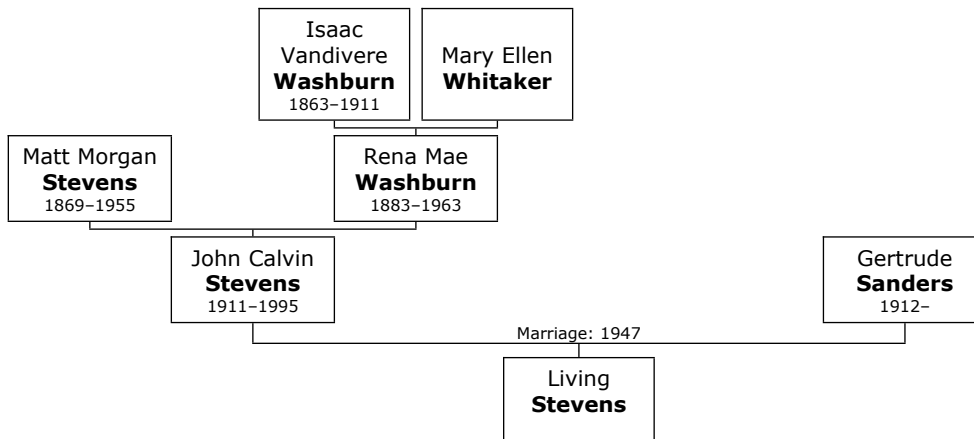 Isaac
Vandivere
Washburn
1863–1911
Mary Ellen
Whitaker
Matt Morgan
Stevens
1869–1955
Rena Mae
Washburn
1883–1963
John Calvin
Stevens
1911–1995
Gertrude
Sanders
1912–
Marriage: 1947
Living
Stevens